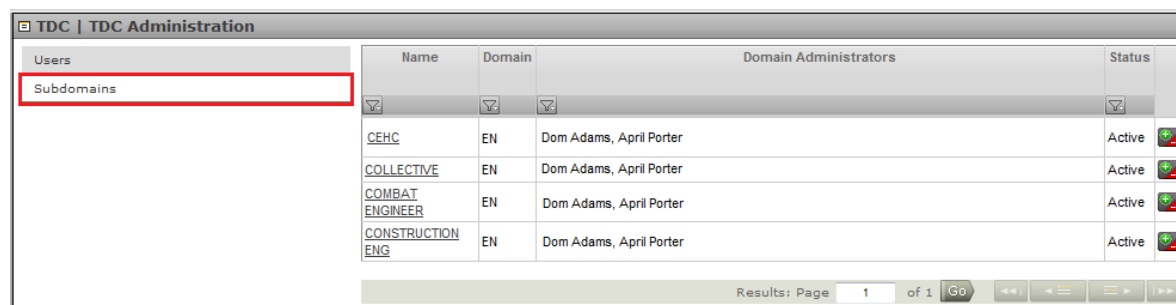 TDC | TDC Administration
Users
Subdomains
Name Domain Domain Administrators Status
CEHC EN Dom Adams, April Porter Active
COLLECTIVE EN Dom Adams, April Porter Active
COMBAT
ENGINEER EN Dom Adams, April Porter Active
CONSTRUCTION
ENG EN Dom Adams, April Porter Active
Results: Page 1 of 1 Go